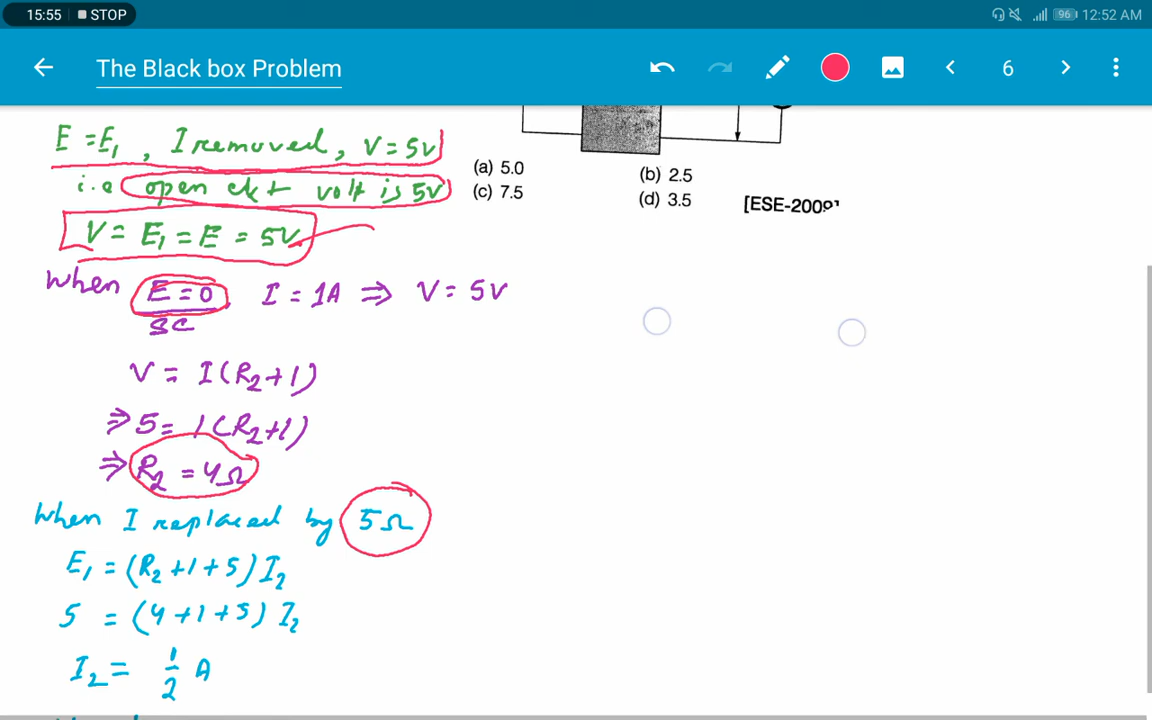 15:55 STOP 96 12:52 AM
The Black box Problem 6
E = E₁, I removed, V = 5V
i.e open ckt volt is 5V
V = E₁ = E = 5V
(a) 5.0 (b) 2.5
(c) 7.5 (d) 3.5 [ESE-2009]
When E = 0 I = 1A ⇒ V = 5V
SC
V = I(R₂+1)
⇒ 5 = 1(R₂+1)
⇒ R₂ = 4Ω
When I replaced by 5Ω
E₁ = (R₂+1+5) I₂
5 = (4+1+5) I₂
I₂ = 1/2 A